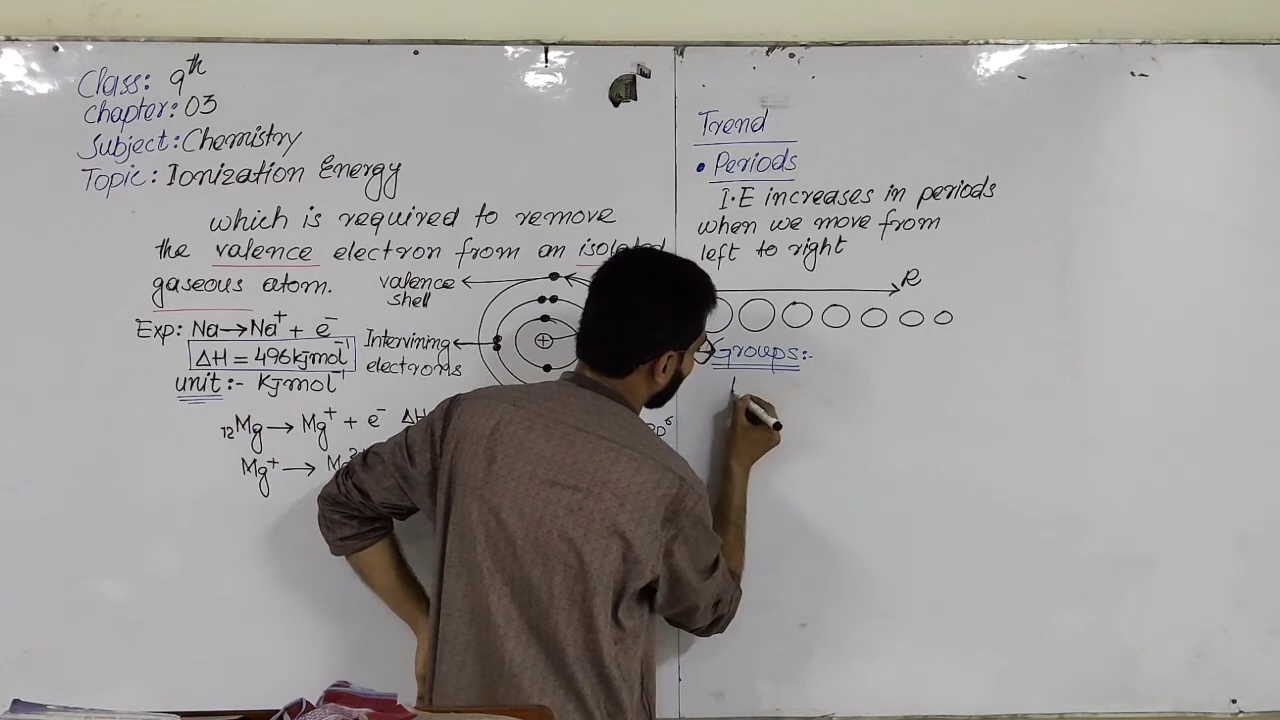 Class: 9th
Chapter: 03
Subject: Chemistry
Topic: Ionization Energy
which is required to remove
the valence electron from an isolated
gaseous atom.
valence
shell
Exp: Na → Na⁺ + e⁻
ΔH = 496 kJmol⁻¹
Intervining
electrons
unit:- KJmol⁻¹
₁₂Mg → Mg⁺ + e⁻ ΔH
Mg⁺ →
+
Trend
• Periods
I.E increases in periods
when we move from
left to right
R
Groups:-